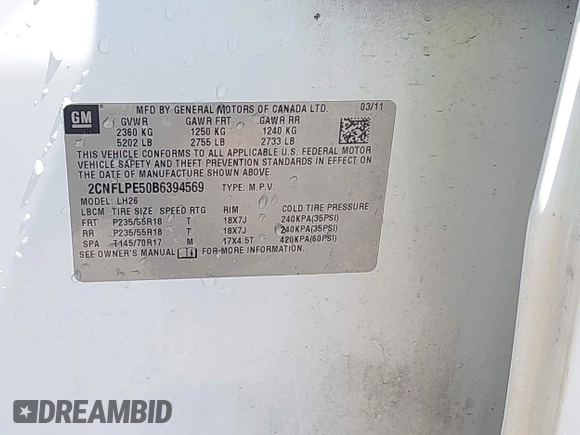 GM
MFD BY GENERAL MOTORS OF CANADA LTD. 03/11
GVWR GAWR FRT GAWR RR
2360 KG 1250 KG 1240 KG
5202 LB 2755 LB 2733 LB
THIS VEHICLE CONFORMS TO ALL APPLICABLE U.S. FEDERAL MOTOR
VEHICLE SAFETY AND THEFT PREVENTION STANDARDS IN EFFECT ON
THE DATE OF MANUFACTURE SHOWN ABOVE.
2CNFLPE50B6394569 TYPE: M.P.V.
MODEL: LH26
LBCM TIRE SIZE SPEED RTG RIM COLD TIRE PRESSURE
FRT P235/55R18 T 18X7J 240KPA(35PSI)
RR P235/55R18 T 18X7J 240KPA(35PSI)
SPA T145/70R17 M 17X4.5T 420KPA(60PSI)
SEE OWNER'S MANUAL FOR MORE INFORMATION.
DREAMBID